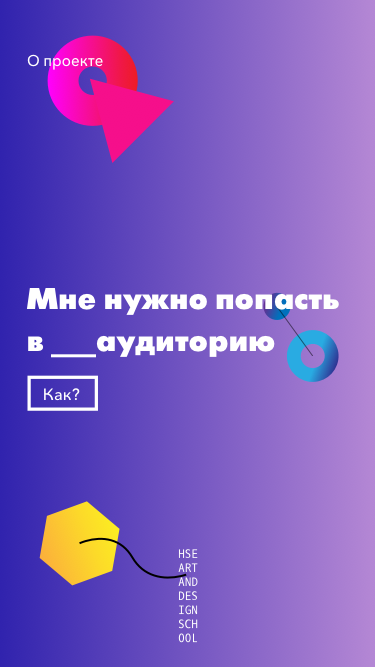 О проекте
Мне нужно попасть
в ___аудиторию
Как?
HSE
ART
AND
DES
IGN
SCH
OOL